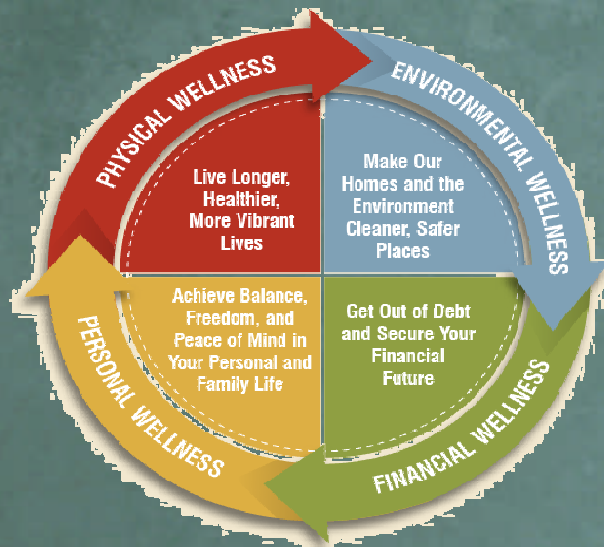 PHYSICAL WELLNESS
ENVIRONMENTAL WELLNESS
Live Longer,
Healthier,
More Vibrant
Lives
Make Our
Homes and the
Environment
Cleaner, Safer
Places
Achieve Balance,
Freedom, and
Peace of Mind in
Your Personal and
Family Life
Get Out of Debt
and Secure Your
Financial
Future
PERSONAL WELLNESS
FINANCIAL WELLNESS